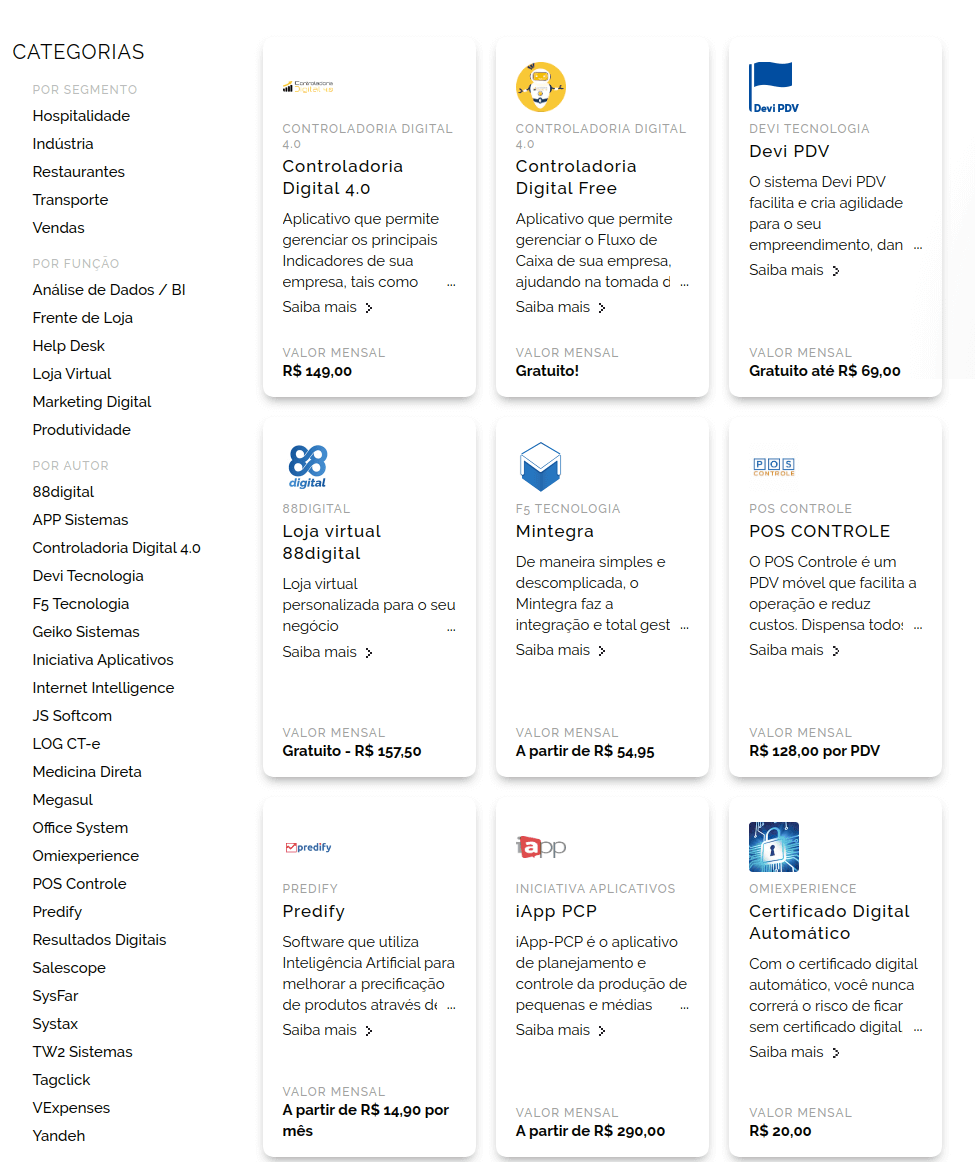 CATEGORIAS
POR SEGMENTO
Hospitalidade
Indústria
Restaurantes
Transporte
Vendas
POR FUNÇÃO
Análise de Dados / BI
Frente de Loja
Help Desk
Loja Virtual
Marketing Digital
Produtividade
POR AUTOR
88digital
APP Sistemas
Controladoria Digital 4.0
Devi Tecnologia
F5 Tecnologia
Geiko Sistemas
Iniciativa Aplicativos
Internet Intelligence
JS Softcom
LOG CT-e
Medicina Direta
Megasul
Office System
Omiexperience
POS Controle
Predify
Resultados Digitais
Salescope
SysFar
Systax
TW2 Sistemas
Tagclick
VExpenses
Yandeh
Controladoria
CONTROLADORIA DIGITAL
4.0
Controladoria
Digital 4.0
Aplicativo que permite
gerenciar os principais
Indicadores de sua
empresa, tais como ...
Saiba mais
VALOR MENSAL
R$ 149,00
CONTROLADORIA DIGITAL
4.0
Controladoria
Digital Free
Aplicativo que permite
gerenciar o Fluxo de
Caixa de sua empresa,
ajudando na tomada d ...
Saiba mais
VALOR MENSAL
Gratuito!
Devi PDV
DEVI TECNOLOGIA
Devi PDV
O sistema Devi PDV
facilita e cria agilidade
para o seu
empreendimento, dan ...
Saiba mais
VALOR MENSAL
Gratuito até R$ 69,00
88
digital
88DIGITAL
Loja virtual
88digital
Loja virtual
personalizada para o seu
negócio ...
Saiba mais
VALOR MENSAL
Gratuito - R$ 157,50
F5 TECNOLOGIA
Mintegra
De maneira simples e
descomplicada, o
Mintegra faz a
integração e total gest ...
Saiba mais
VALOR MENSAL
A partir de R$ 54,95
POS
CONTROLE
POS CONTROLE
POS CONTROLE
O POS Controle é um
PDV móvel que facilita a
operação e reduz
custos. Dispensa todos ...
Saiba mais
VALOR MENSAL
R$ 128,00 por PDV
predify
PREDIFY
Predify
Software que utiliza
Inteligência Artificial para
melhorar a precificação
de produtos através de ...
Saiba mais
VALOR MENSAL
A partir de R$ 14,90 por
mês
iapp
INICIATIVA APLICATIVOS
iApp PCP
iApp-PCP é o aplicativo
de planejamento e
controle da produção de
pequenas e médias ...
Saiba mais
VALOR MENSAL
A partir de R$ 290,00
OMIEXPERIENCE
Certificado Digital
Automático
Com o certificado digital
automático, você nunca
correrá o risco de ficar
sem certificado digital ...
Saiba mais
VALOR MENSAL
R$ 20,00